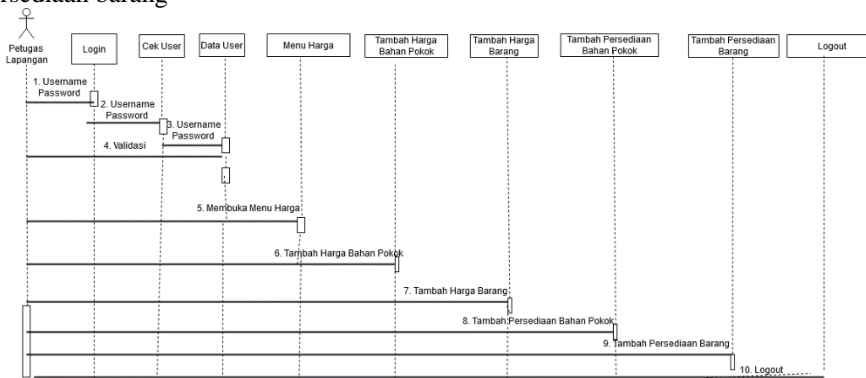 rsediaan barang
Petugas
Lapangan
Login
Cek User
Data User
Menu Harga
Tambah Harga
Bahan Pokok
Tambah Harga
Barang
Tambah Persediaan
Bahan Pokok
Tambah Persediaan
Barang
Logout
1. Username
Password
2. Username
Password
3. Username
Password
4. Validasi
5. Membuka Menu Harga
6. Tambah Harga Bahan Pokok
7. Tambah Harga Barang
8. Tambah Persediaan Bahan Pokok
9. Tambah Persediaan Barang
10. Logout